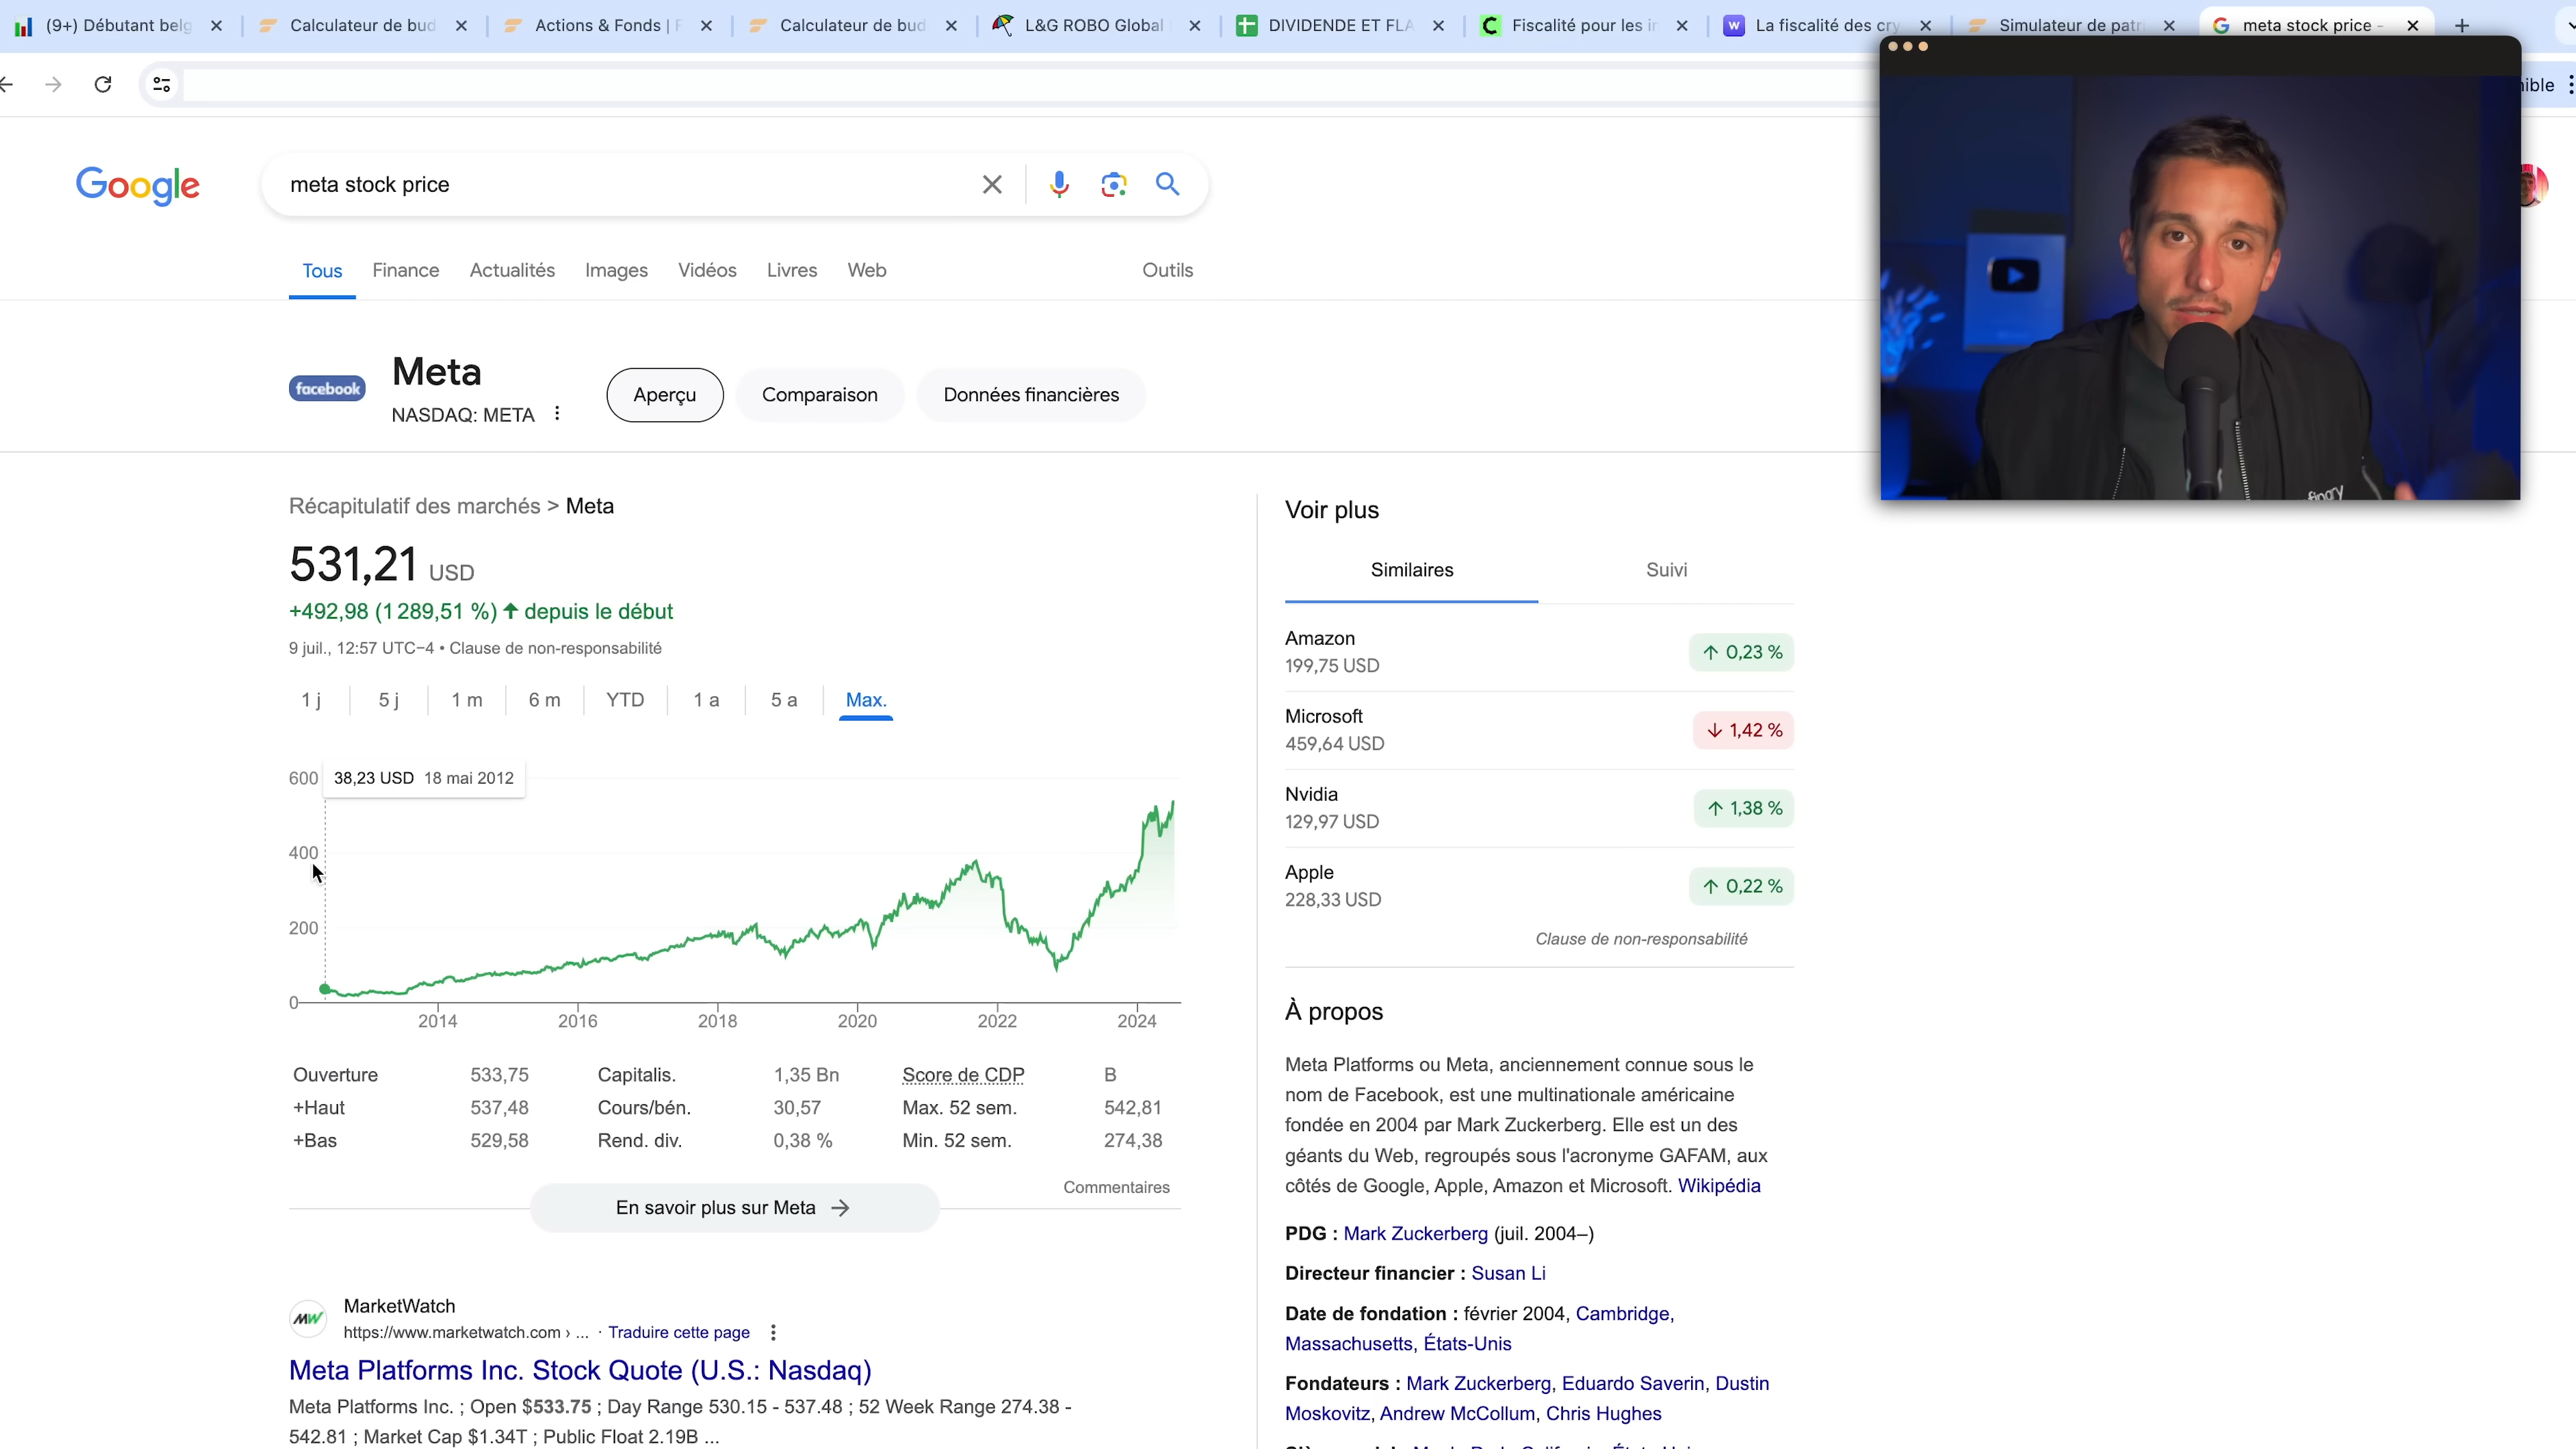 (9+) Débutant belg
Calculateur de bud
Actions & Fonds | F
Calculateur de bud
L&G ROBO Global
DIVIDENDE ET FLA
Fiscalité pour les in
La fiscalité des cry
Simulateur de patri
meta stock price -
nible
Google
meta stock price
Tous Finance Actualités Images Vidéos Livres Web Outils
facebook
Meta
NASDAQ: META
Aperçu Comparaison Données financières
finary
Récapitulatif des marchés > Meta
531,21 USD
+492,98 (1 289,51 %) ↑ depuis le début
9 juil., 12:57 UTC−4 • Clause de non-responsabilité
1 j 5 j 1 m 6 m YTD 1 a 5 a Max.
38,23 USD 18 mai 2012
600
400
200
0
2014 2016 2018 2020 2022 2024
Ouverture 533,75 Capitalis. 1,35 Bn Score de CDP B
+Haut 537,48 Cours/bén. 30,57 Max. 52 sem. 542,81
+Bas 529,58 Rend. div. 0,38 % Min. 52 sem. 274,38
Commentaires
En savoir plus sur Meta →
MW
MarketWatch
https://www.marketwatch.com › ... · Traduire cette page
Meta Platforms Inc. Stock Quote (U.S.: Nasdaq)
Meta Platforms Inc. ; Open $533.75 ; Day Range 530.15 - 537.48 ; 52 Week Range 274.38 -
542.81 ; Market Cap $1.34T ; Public Float 2.19B ...
Voir plus
Similaires Suivi
Amazon
199,75 USD
↑ 0,23 %
Microsoft
459,64 USD
↓ 1,42 %
Nvidia
129,97 USD
↑ 1,38 %
Apple
228,33 USD
↑ 0,22 %
Clause de non-responsabilité
À propos
Meta Platforms ou Meta, anciennement connue sous le
nom de Facebook, est une multinationale américaine
fondée en 2004 par Mark Zuckerberg. Elle est un des
géants du Web, regroupés sous l'acronyme GAFAM, aux
côtés de Google, Apple, Amazon et Microsoft. Wikipédia
PDG : Mark Zuckerberg (juil. 2004–)
Directeur financier : Susan Li
Date de fondation : février 2004, Cambridge,
Massachusetts, États-Unis
Fondateurs : Mark Zuckerberg, Eduardo Saverin, Dustin
Moskovitz, Andrew McCollum, Chris Hughes